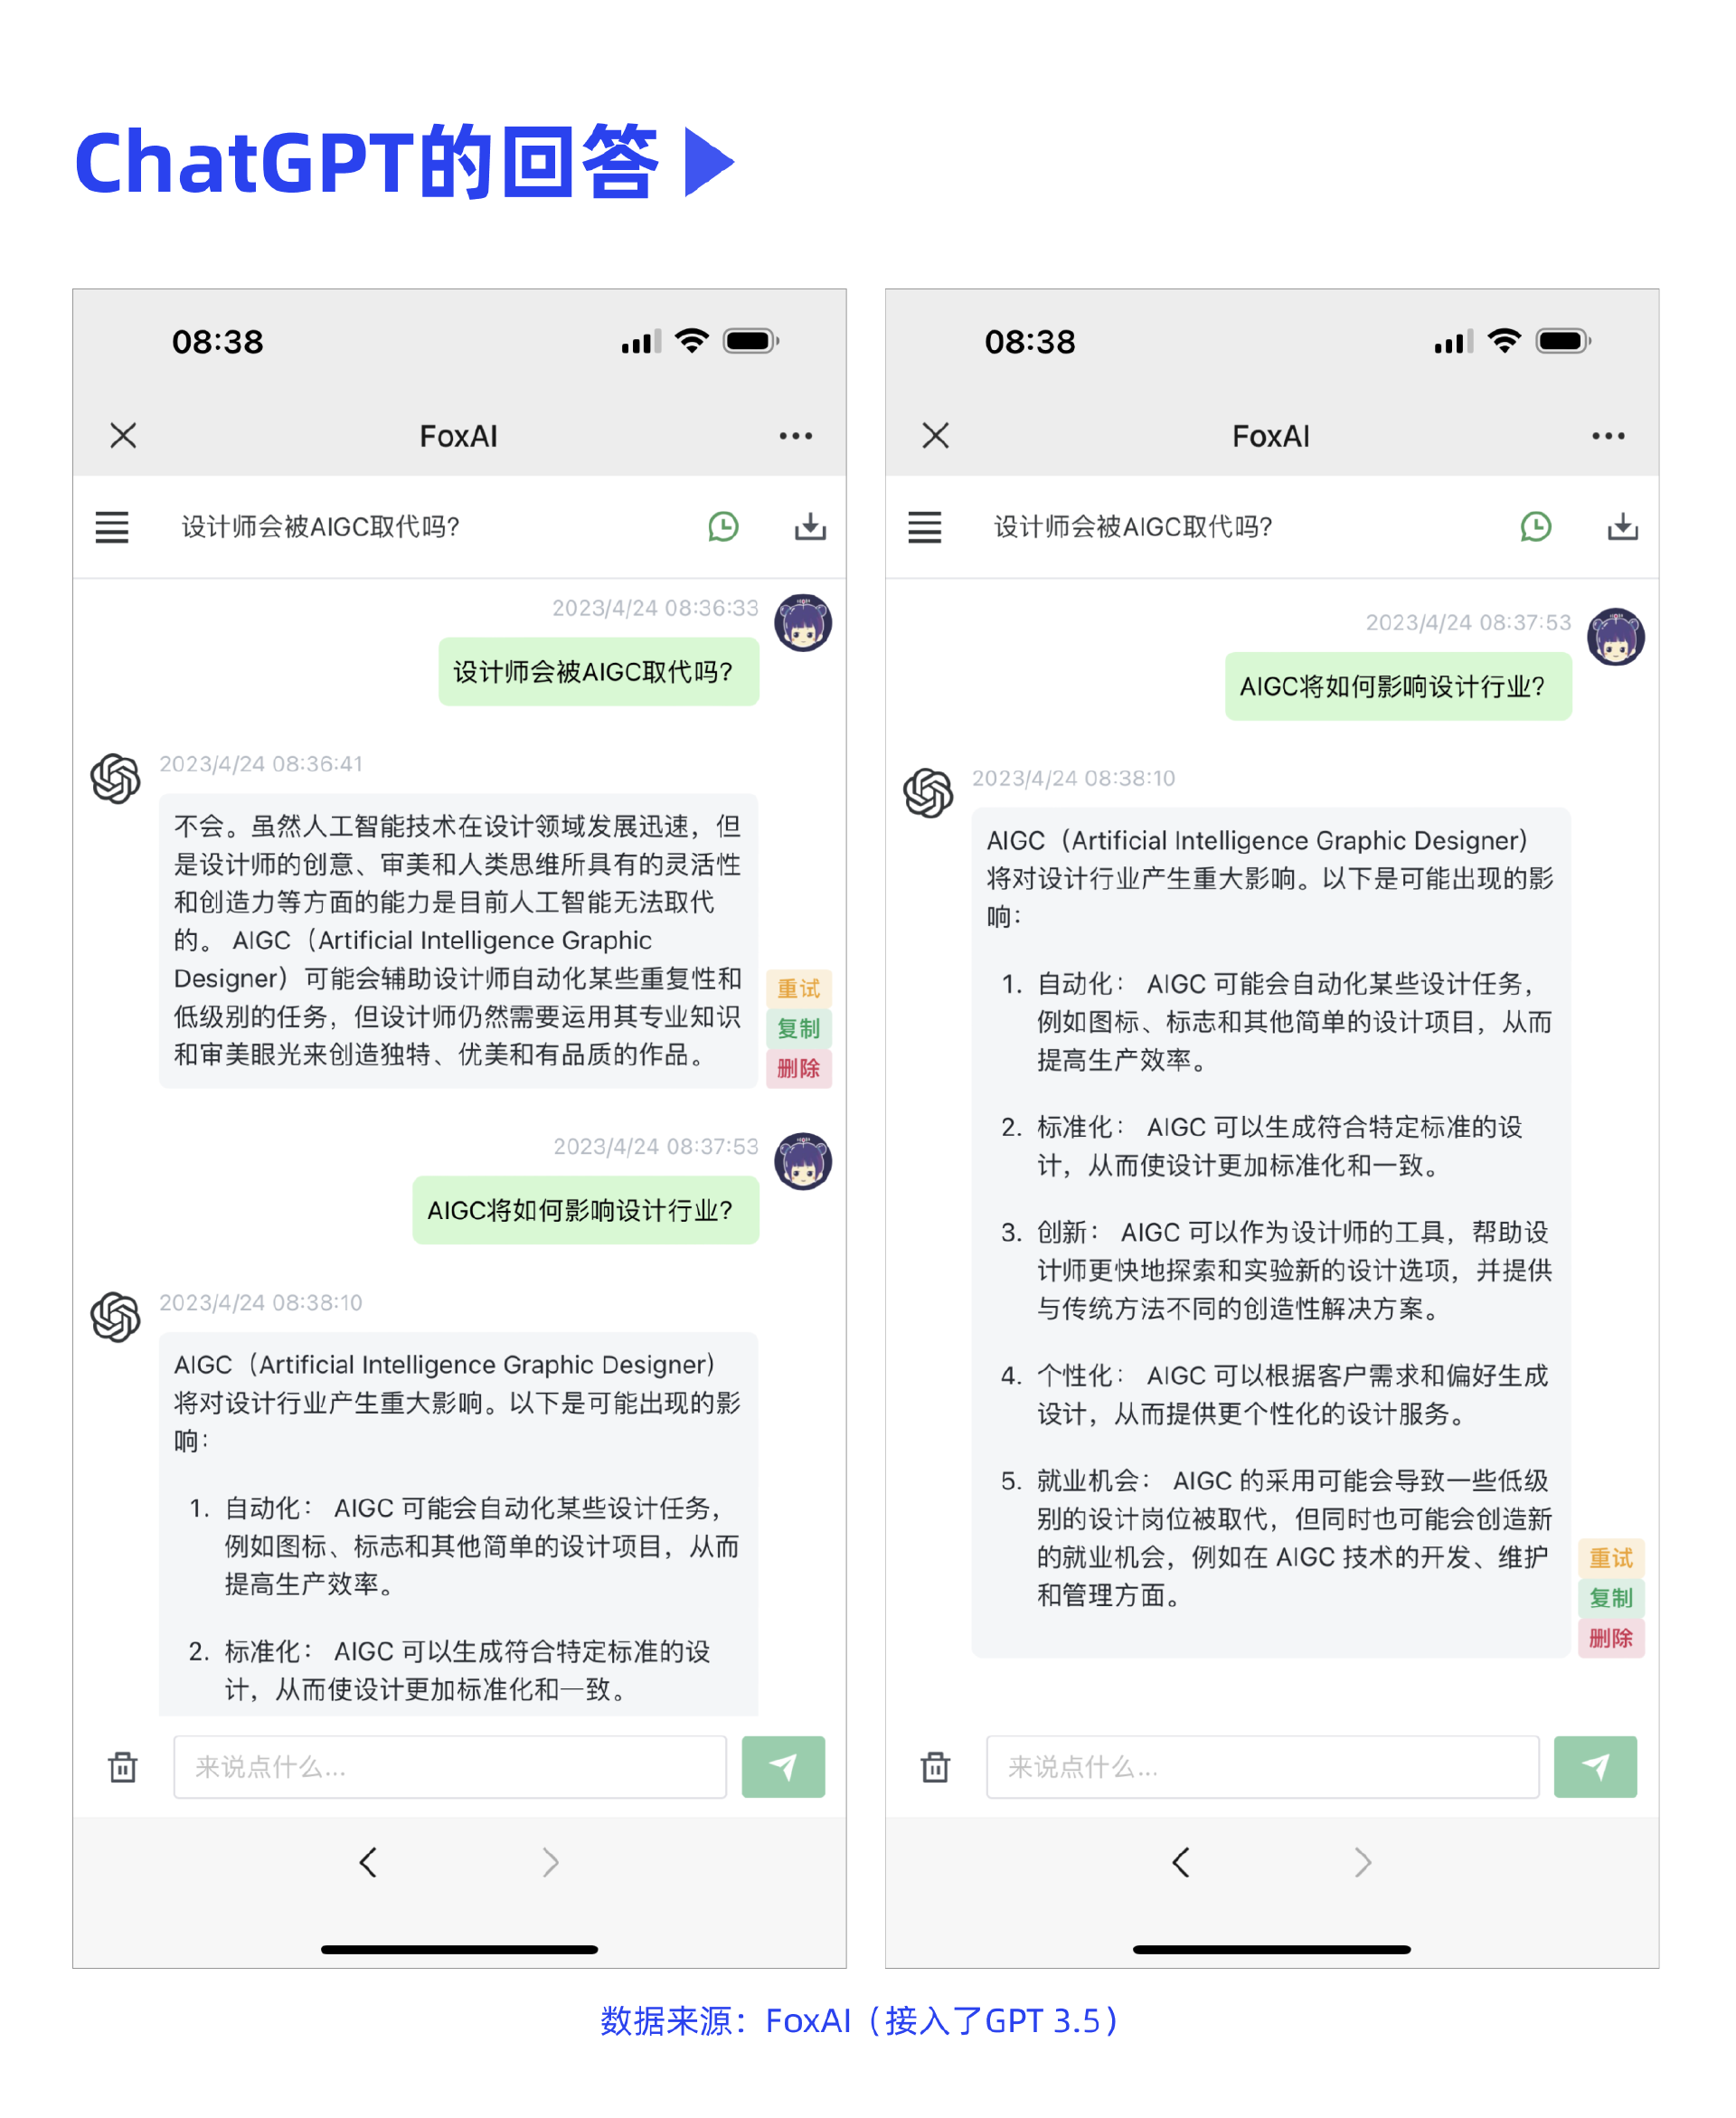 ChatGPT的回答
08:38
FoxAI
设计师会被AIGC取代吗?
2023/4/24 08:36:33
设计师会被AIGC取代吗?
2023/4/24 08:36:41
不会。虽然人工智能技术在设计领域发展迅速，但
是设计师的创意、审美和人类思维所具有的灵活性
和创造力等方面的能力是目前人工智能无法取代
的。 AIGC（Artificial Intelligence Graphic
Designer）可能会辅助设计师自动化某些重复性和
低级别的任务，但设计师仍然需要运用其专业知识
和审美眼光来创造独特、优美和有品质的作品。
重试
复制
删除
2023/4/24 08:37:53
AIGC将如何影响设计行业?
2023/4/24 08:38:10
AIGC（Artificial Intelligence Graphic Designer）
将对设计行业产生重大影响。以下是可能出现的影
响：
1. 自动化： AIGC 可能会自动化某些设计任务，
例如图标、标志和其他简单的设计项目，从而
提高生产效率。
2. 标准化： AIGC 可以生成符合特定标准的设
计，从而使设计更加标准化和一致。
来说点什么...
08:38
FoxAI
设计师会被AIGC取代吗?
2023/4/24 08:37:53
AIGC将如何影响设计行业?
2023/4/24 08:38:10
AIGC（Artificial Intelligence Graphic Designer）
将对设计行业产生重大影响。以下是可能出现的影
响：
1. 自动化： AIGC 可能会自动化某些设计任务，
例如图标、标志和其他简单的设计项目，从而
提高生产效率。
2. 标准化： AIGC 可以生成符合特定标准的设
计，从而使设计更加标准化和一致。
3. 创新： AIGC 可以作为设计师的工具，帮助设
计师更快地探索和实验新的设计选项，并提供
与传统方法不同的创造性解决方案。
4. 个性化： AIGC 可以根据客户需求和偏好生成
设计，从而提供更个性化的设计服务。
5. 就业机会： AIGC 的采用可能会导致一些低级
别的设计岗位被取代，但同时也可能会创造新
的就业机会，例如在 AIGC 技术的开发、维护
和管理方面。
重试
复制
删除
来说点什么...
数据来源：FoxAI（接入了GPT 3.5）